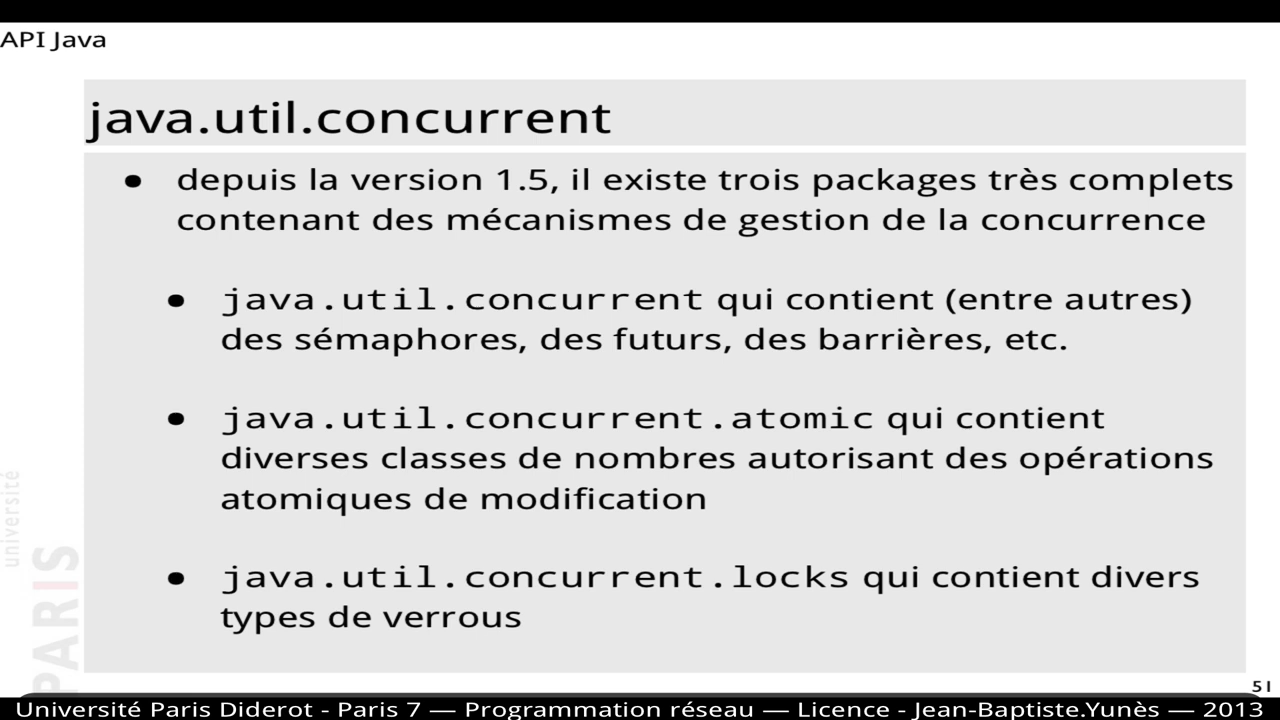 API Java
java.util.concurrent
• depuis la version 1.5, il existe trois packages très complets
contenant des mécanismes de gestion de la concurrence
• java.util.concurrent qui contient (entre autres)
des sémaphores, des futurs, des barrières, etc.
• java.util.concurrent.atomic qui contient
diverses classes de nombres autorisant des opérations
atomiques de modification
• java.util.concurrent.locks qui contient divers
types de verrous
université
PARIS
51
Université Paris Diderot - Paris 7 — Programmation réseau — Licence - Jean-Baptiste.Yunès — 2013